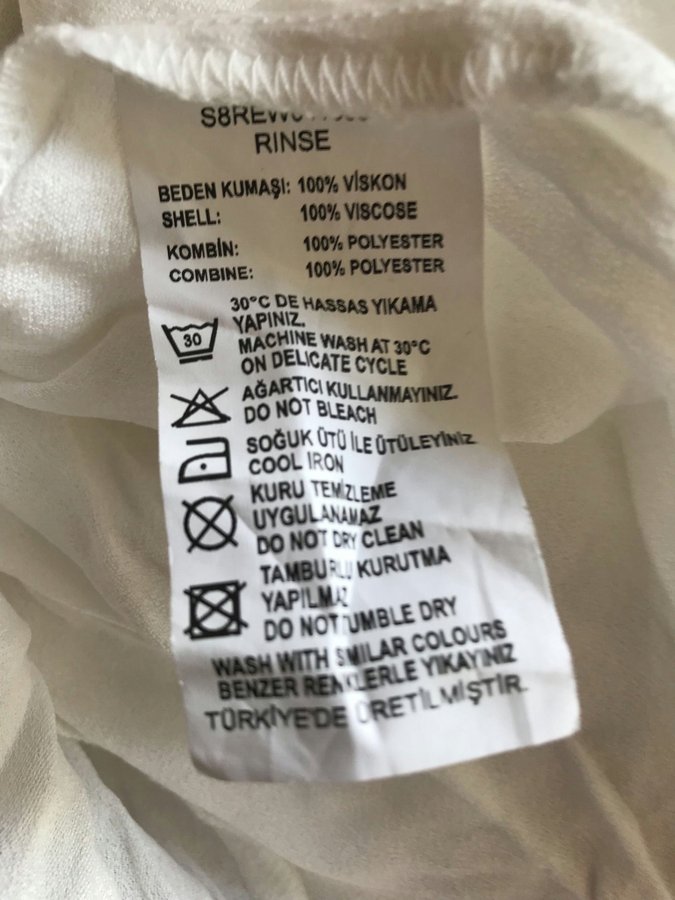 RINSE
BEDEN KUMAŞI: 100% VİSKON
SHELL: 100% VISCOSE
KOMBİN: 100% POLYESTER
COMBINE: 100% POLYESTER
30°C DE HASSAS YIKAMA
YAPINIZ.
30
MACHINE WASH AT 30°C
ON DELICATE CYCLE
AĞARTICI KULLANMAYINIZ.
DO NOT BLEACH
SOĞUK ÜTÜ İLE ÜTÜLEYİNİZ
COOL IRON
KURU TEMİZLEME
UYGULANAMAZ
DO NOT DRY CLEAN
TAMBURLU KURUTMA
YAPILMAZ
DO NOT TUMBLE DRY
WASH WITH SIMILAR COLOURS
BENZER RENKLERLE YIKAYINIZ
TÜRKİYE'DE ÜRETİLMİŞTİR.